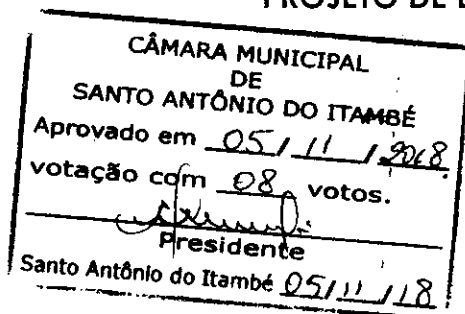 PROJETO DE
CÂMARA MUNICIPAL
DE
SANTO ANTÔNIO DO ITAMBÉ
Aprovado em 05/11/2018
votação com 08 votos.
Presidente
Santo Antônio do Itambé 05/11/18